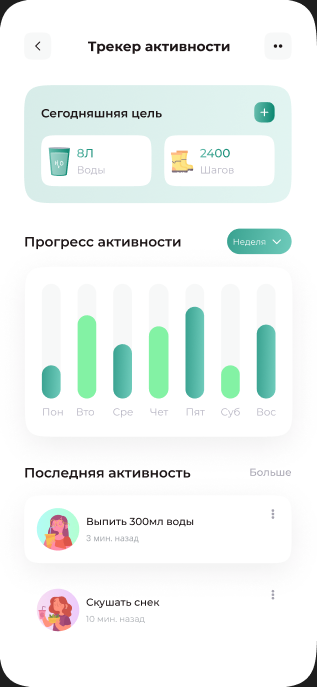 Трекер активности
Сегодняшняя цель
8Л
Воды
2400
Шагов
Прогресс активности
Неделя
Пон Вто Сре Чет Пят Суб Вос
Последняя активность
Больше
Выпить 300мл воды
3 мин. назад
Скушать снек
10 мин. назад